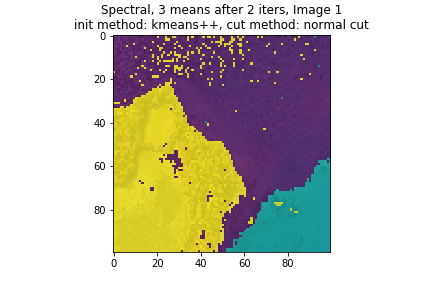 Spectral, 3 means after 2 iters, Image 1
init method: kmeans++, cut method: normal cut
0
20
40
60
80
0 20 40 60 80